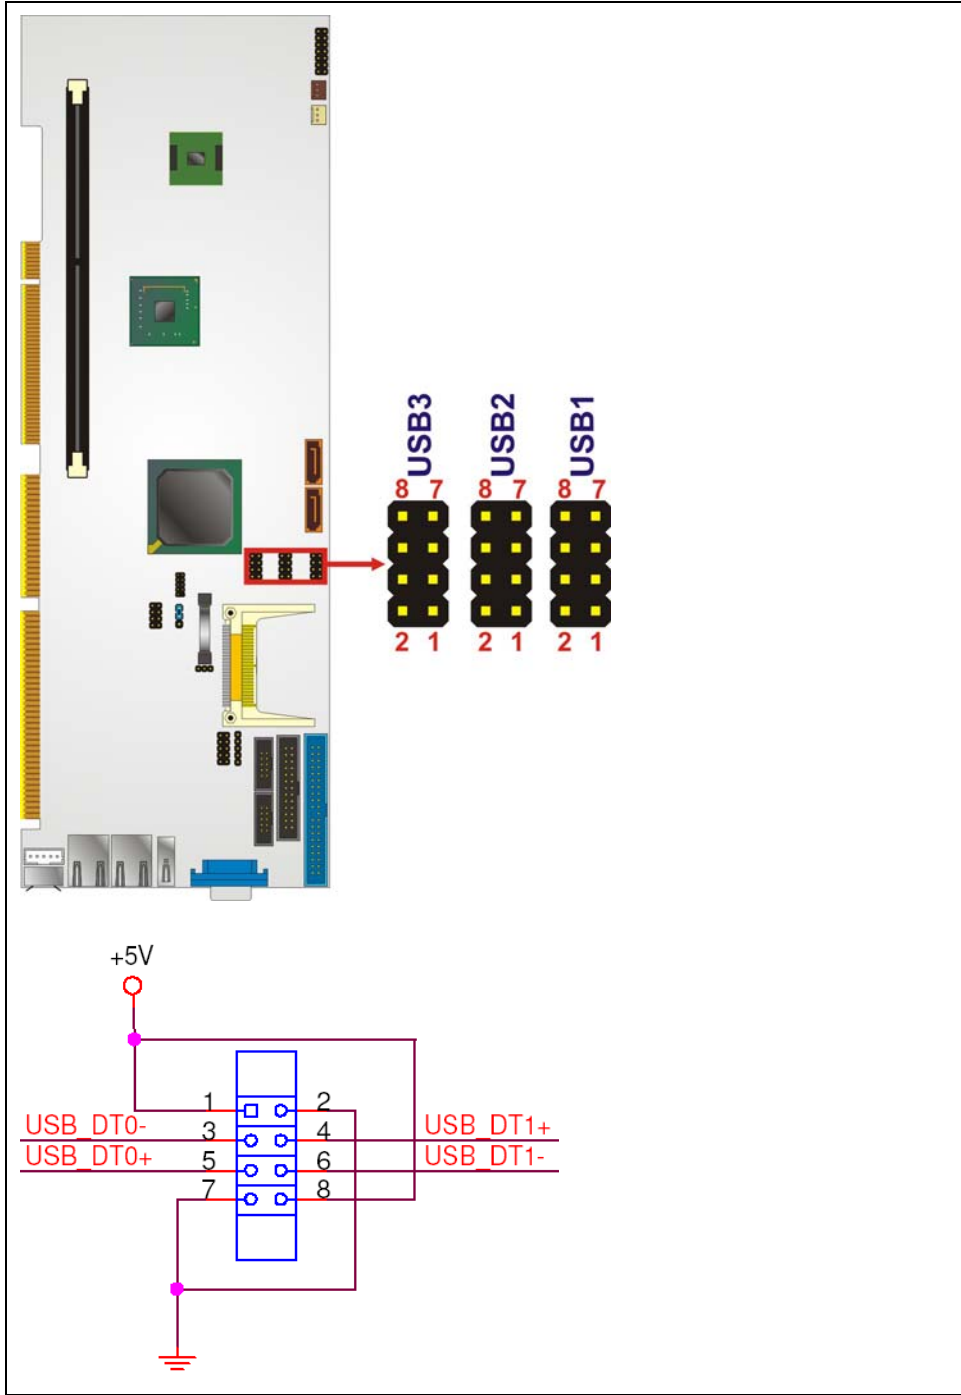 USB3 USB2 USB1
8 7 8 7 8 7
2 1 2 1 2 1
+5V
1 2
USB_DT0- 3 4 USB_DT1+
USB_DT0+ 5 6 USB_DT1-
7 8